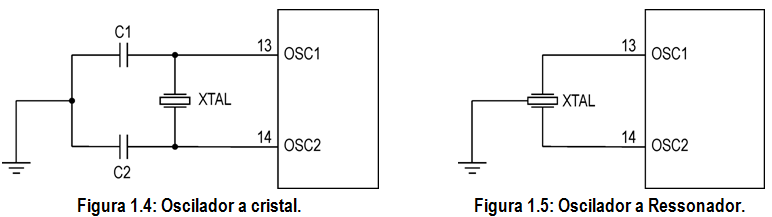 C1
13
OSC1
XTAL
14
OSC2
C2
Figura 1.4: Oscilador a cristal.
13
OSC1
XTAL
14
OSC2
Figura 1.5: Oscilador a Ressonador.